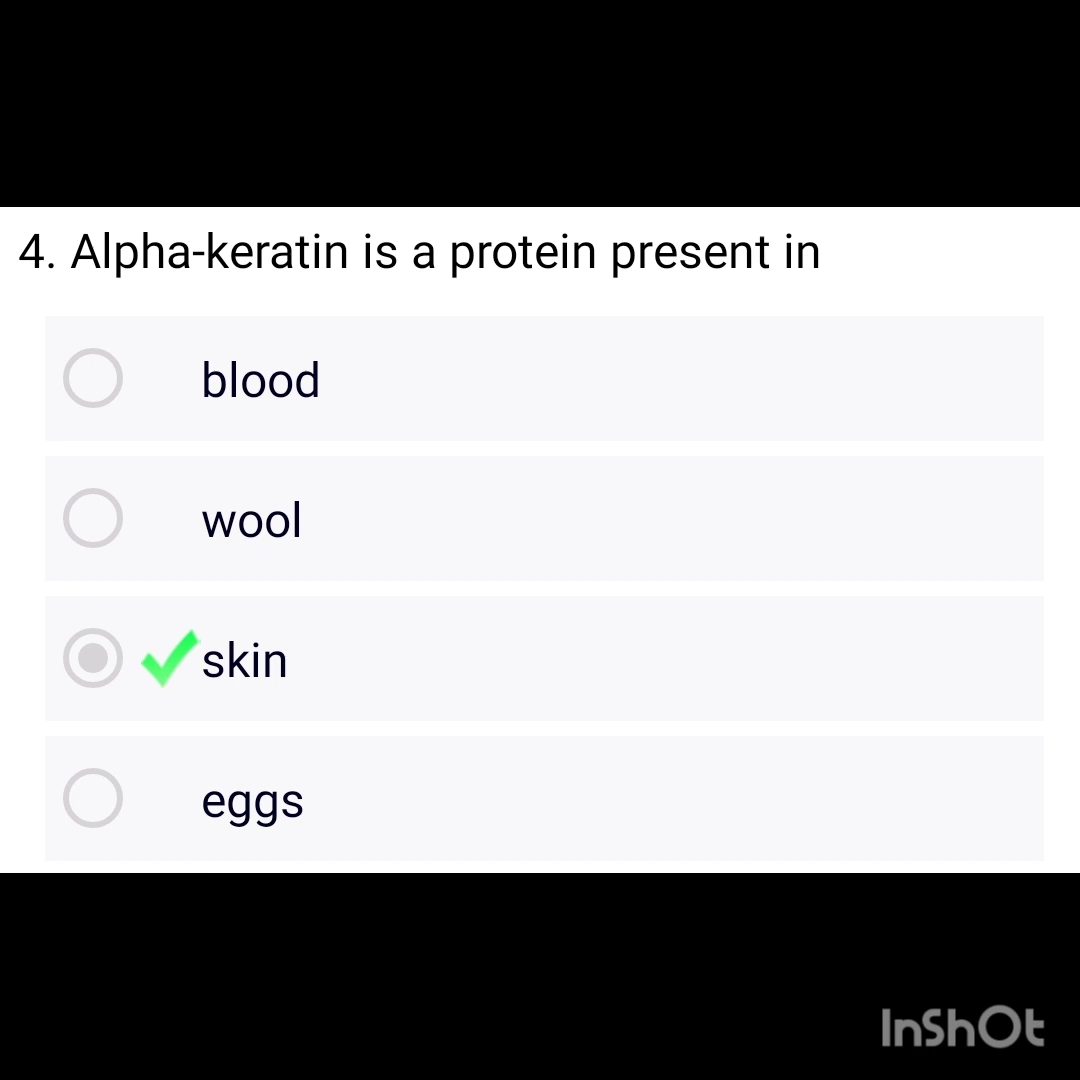 4. Alpha-keratin is a protein present in
blood
wool
skin
eggs
InShOt